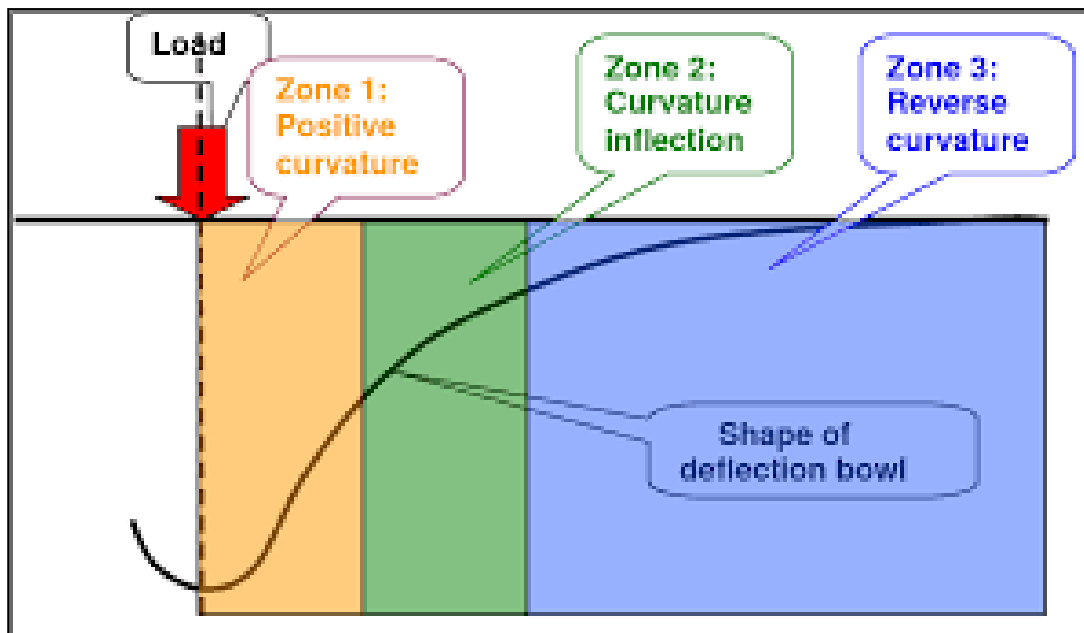 Load
Zone 1:
Positive
curvature
Zone 2:
Curvature
inflection
Zone 3:
Reverse
curvature
Shape of
deflection bowl